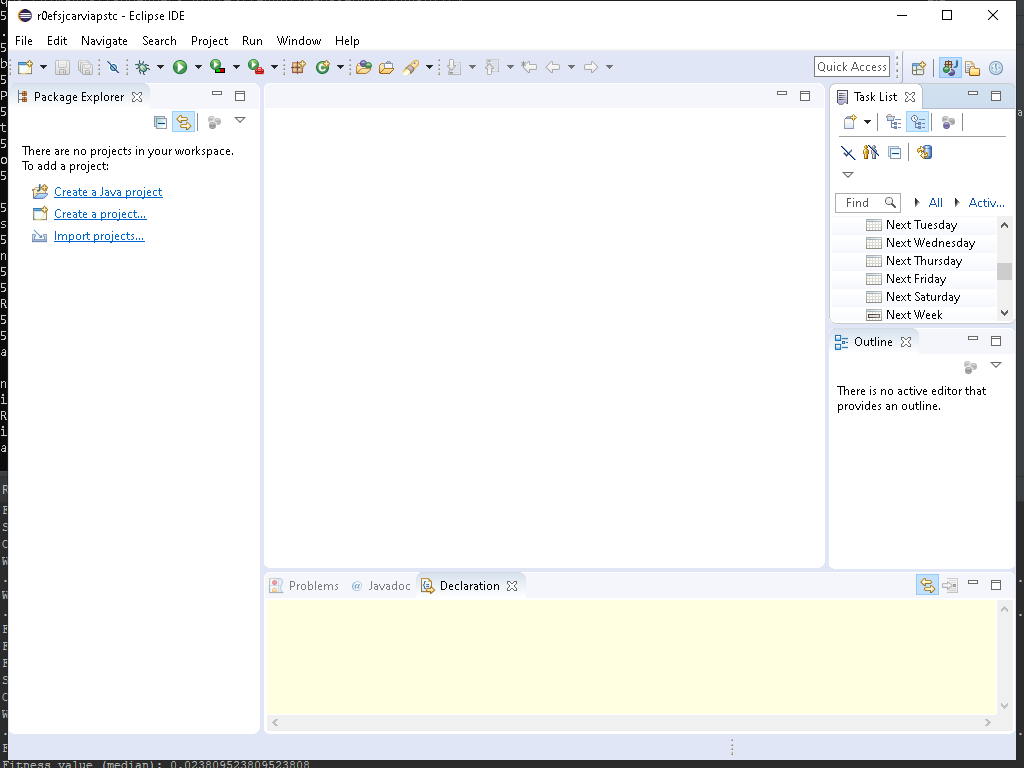 r0efsjcarviapstc - Eclipse IDE
File Edit Navigate Search Project Run Window Help
Quick Access
Package Explorer
There are no projects in your workspace.
To add a project:
Create a Java project
Create a project...
Import projects...
Task List
Find All Activ...
Next Tuesday
Next Wednesday
Next Thursday
Next Friday
Next Saturday
Next Week
Outline
There is no active editor that
provides an outline.
Problems @ Javadoc Declaration
Fitness value (median): 0.023809523809523808